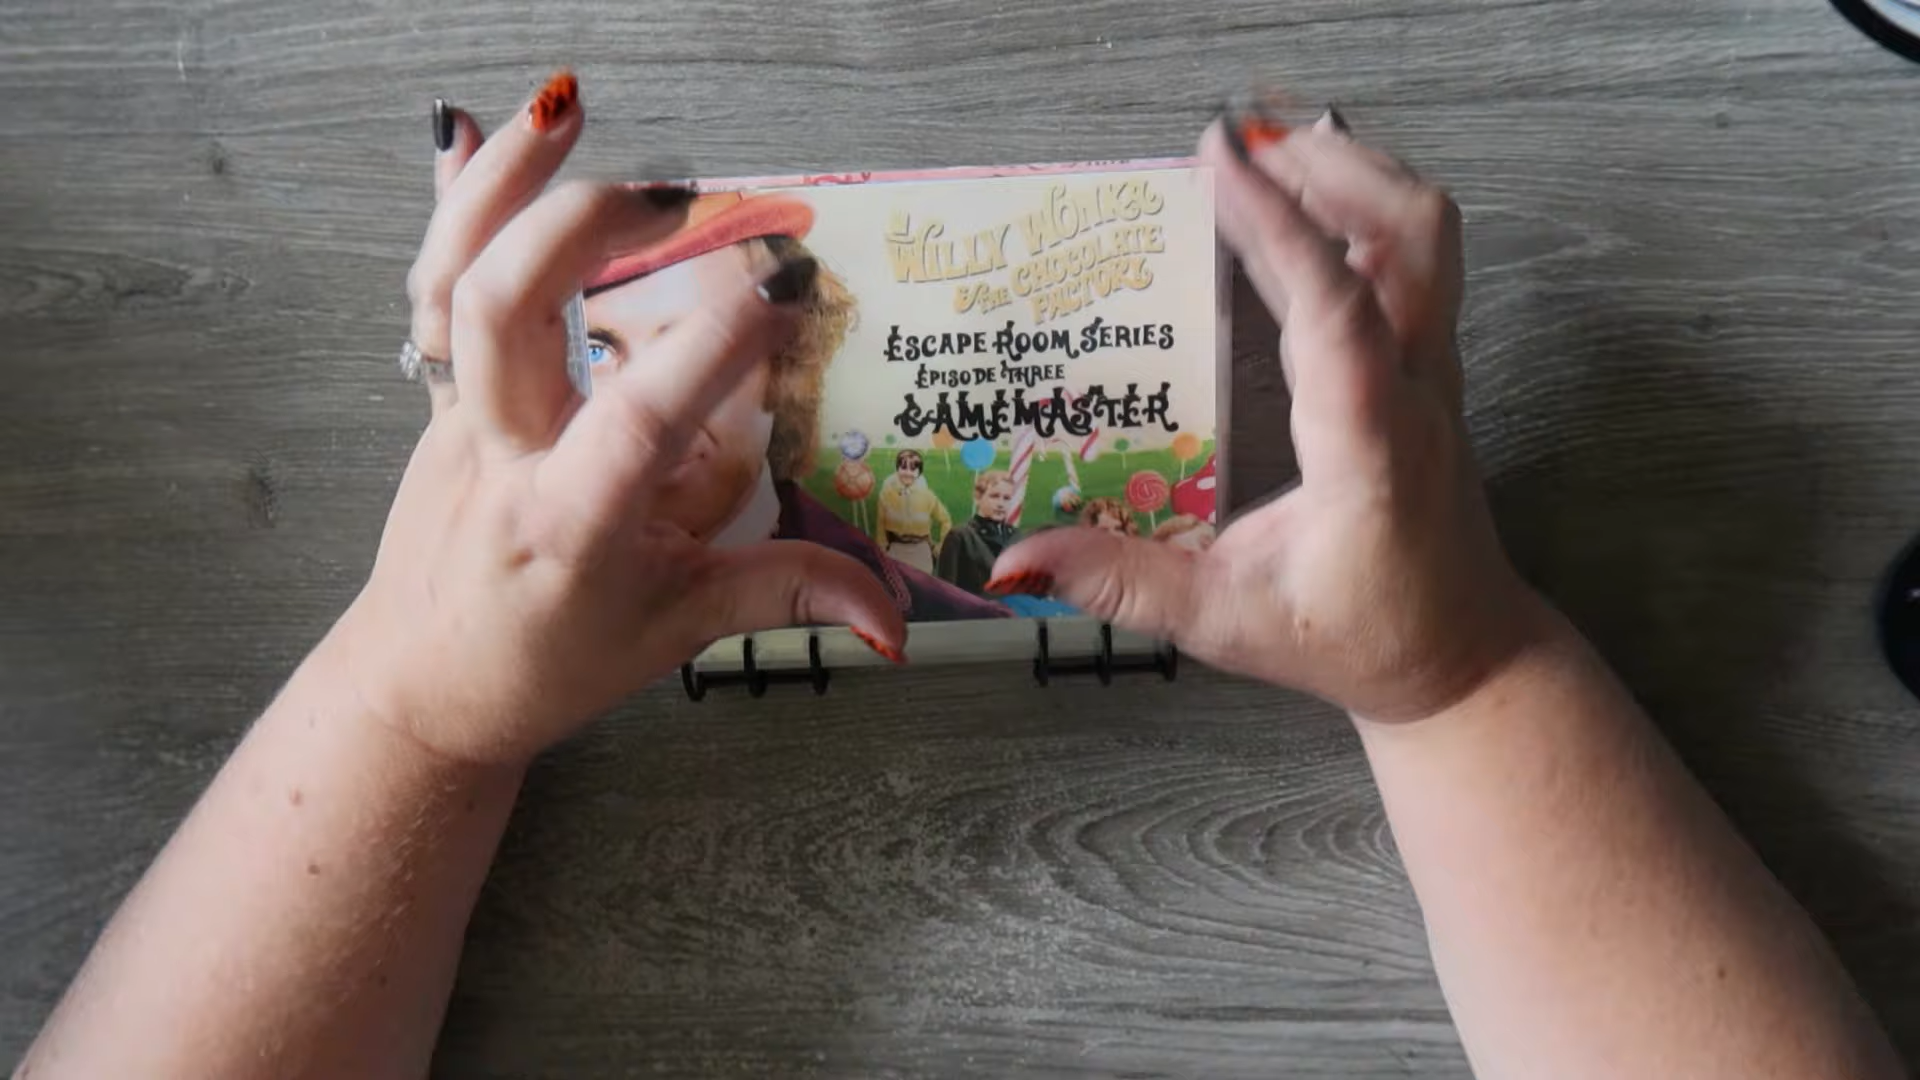 WILLY WONKA
& THE CHOCOLATE
FACTORY
ESCAPE ROOM SERIES
EPISODE THREE
GAMEMASTER